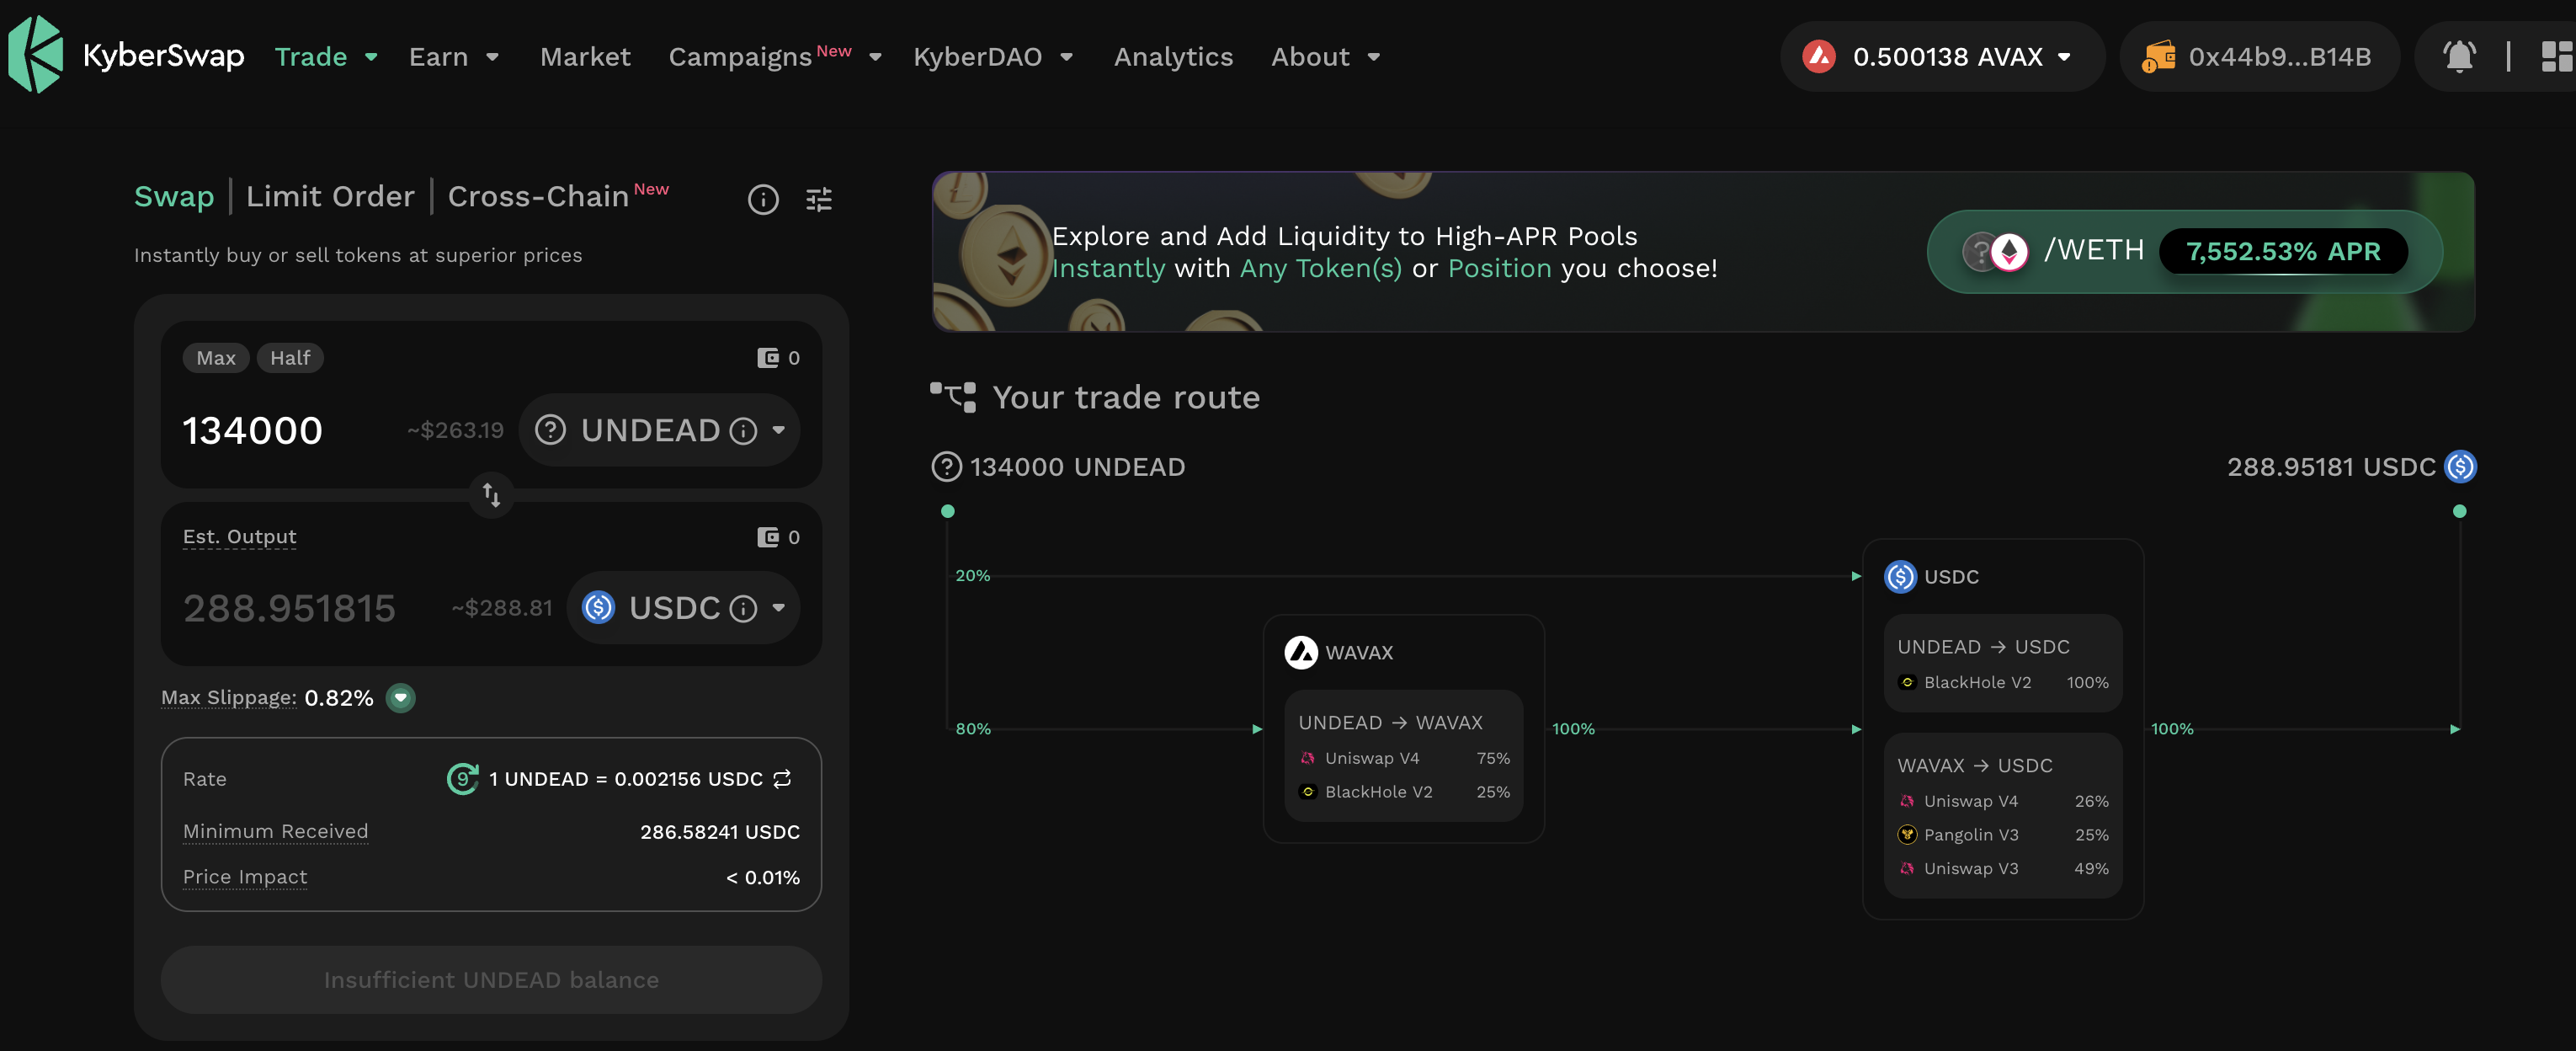 KyberSwap Trade Earn Market Campaigns New KyberDAO Analytics About 0.500138 AVAX 0x44b9...B14B
Swap | Limit Order | Cross-Chain New
Instantly buy or sell tokens at superior prices
Max Half 0
134000 ~$263.19 UNDEAD
Est. Output 0
288.951815 ~$288.81 USDC
Max Slippage: 0.82%
Rate 9 1 UNDEAD = 0.002156 USDC
Minimum Received 286.58241 USDC
Price Impact < 0.01%
Insufficient UNDEAD balance
Explore and Add Liquidity to High-APR Pools
Instantly with Any Token(s) or Position you choose!
/WETH 7,552.53% APR
Your trade route
134000 UNDEAD 288.95181 USDC
20%
80%
WAVAX
UNDEAD → WAVAX
Uniswap V4 75%
BlackHole V2 25%
100%
USDC
UNDEAD → USDC
BlackHole V2 100%
WAVAX → USDC
Uniswap V4 26%
Pangolin V3 25%
Uniswap V3 49%
100%